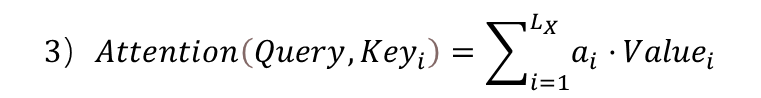 3) Attention(Query, Key_i) = ∑_{i=1}^{L_X} a_i · Value_i